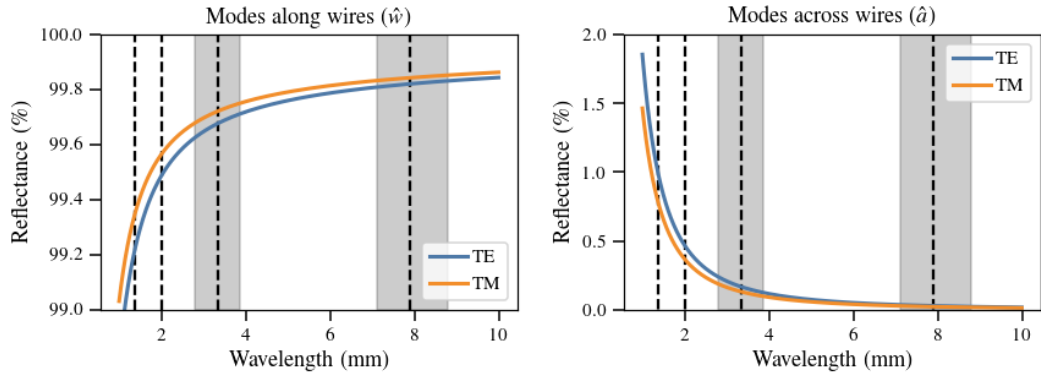 Modes along wires (ŵ)
Reflectance (%)
100.0
99.8
99.6
99.4
99.2
99.0
2
4
6
8
10
Wavelength (mm)
TE
TM
Modes across wires (â)
Reflectance (%)
2.0
1.5
1.0
0.5
0.0
2
4
6
8
10
Wavelength (mm)
TE
TM